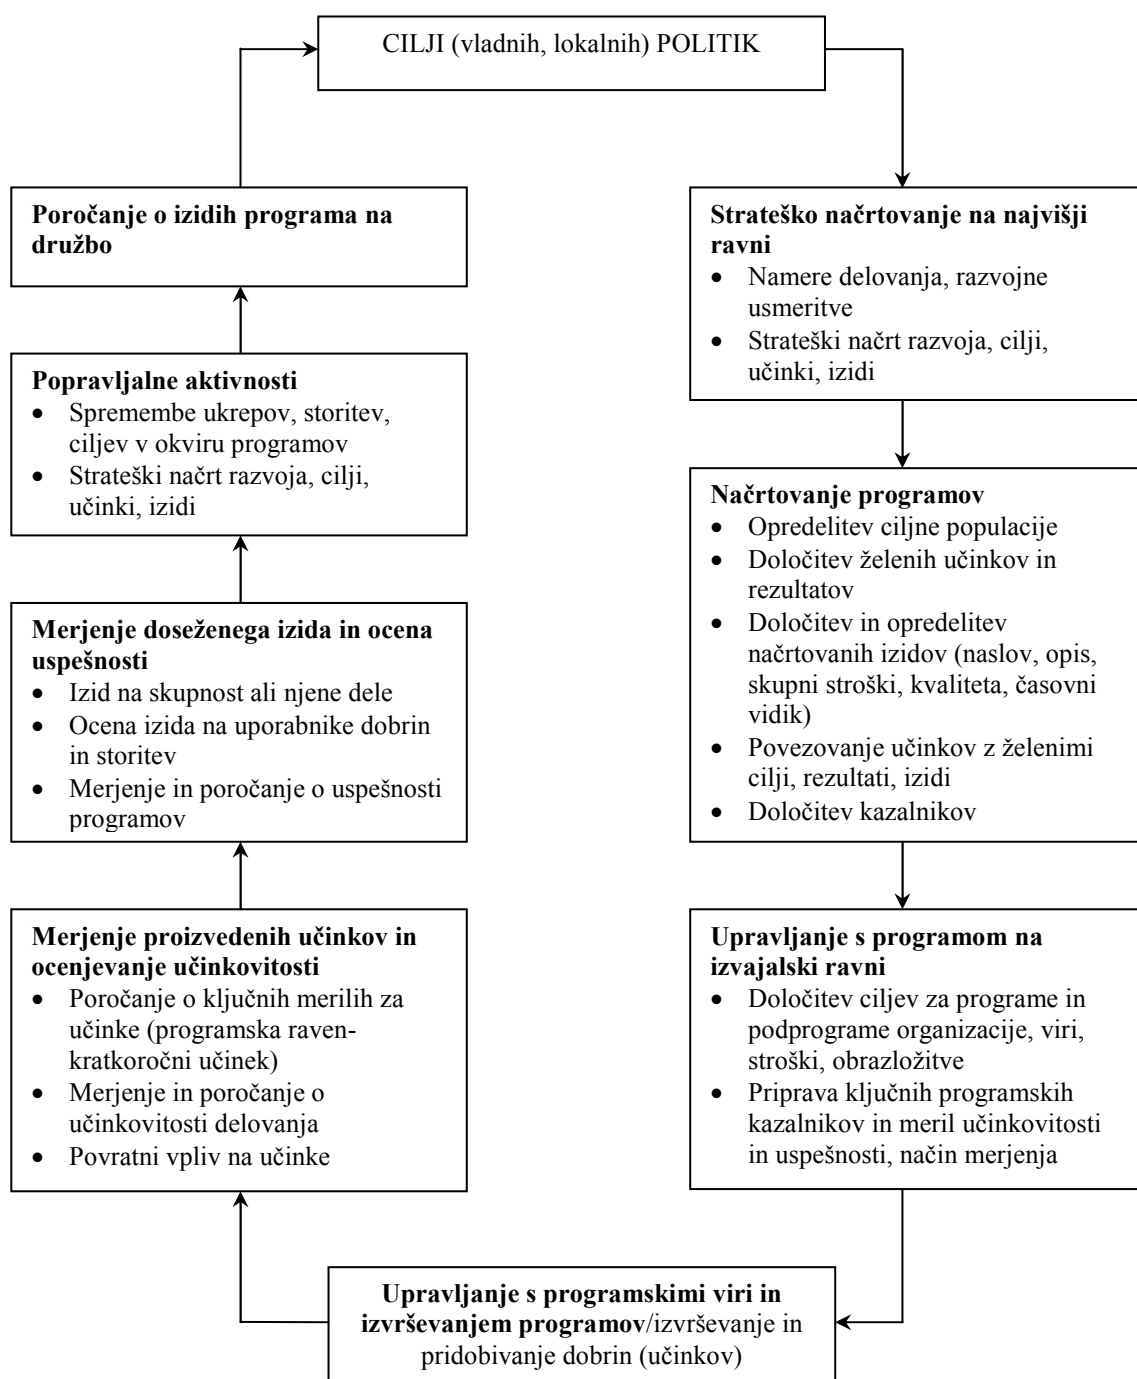 CILJI (vladnih, lokalnih) POLITIK
Poročanje o izidih programa na
družbo
Strateško načrtovanje na najvišji
ravni
• Namere delovanja, razvojne
usmeritve
• Strateški načrt razvoja, cilji,
učinki, izidi
Popravljalne aktivnosti
• Spremembe ukrepov, storitev,
ciljev v okviru programov
• Strateški načrt razvoja, cilji,
učinki, izidi
Načrtovanje programov
• Opredelitev ciljne populacije
• Določitev želenih učinkov in
rezultatov
• Določitev in opredelitev
načrtovanih izidov (naslov, opis,
skupni stroški, kvaliteta, časovni
vidik)
• Povezovanje učinkov z želenimi
cilji, rezultati, izidi
• Določitev kazalnikov
Merjenje doseženega izida in ocena
uspešnosti
• Izid na skupnost ali njene dele
• Ocena izida na uporabnike dobrin
in storitev
• Merjenje in poročanje o uspešnosti
programov
Merjenje proizvedenih učinkov in
ocenjevanje učinkovitosti
• Poročanje o ključnih merilih za
učinke (programska raven-
kratkoročni učinek)
• Merjenje in poročanje o
učinkovitosti delovanja
• Povratni vpliv na učinke
Upravljanje s programom na
izvajalski ravni
• Določitev ciljev za programe in
podprograme organizacije, viri,
stroški, obrazložitve
• Priprava ključnih programskih
kazalnikov in meril učinkovitosti
in uspešnosti, način merjenja
Upravljanje s programskimi viri in
izvrševanjem programov/izvrševanje in
pridobivanje dobrin (učinkov)